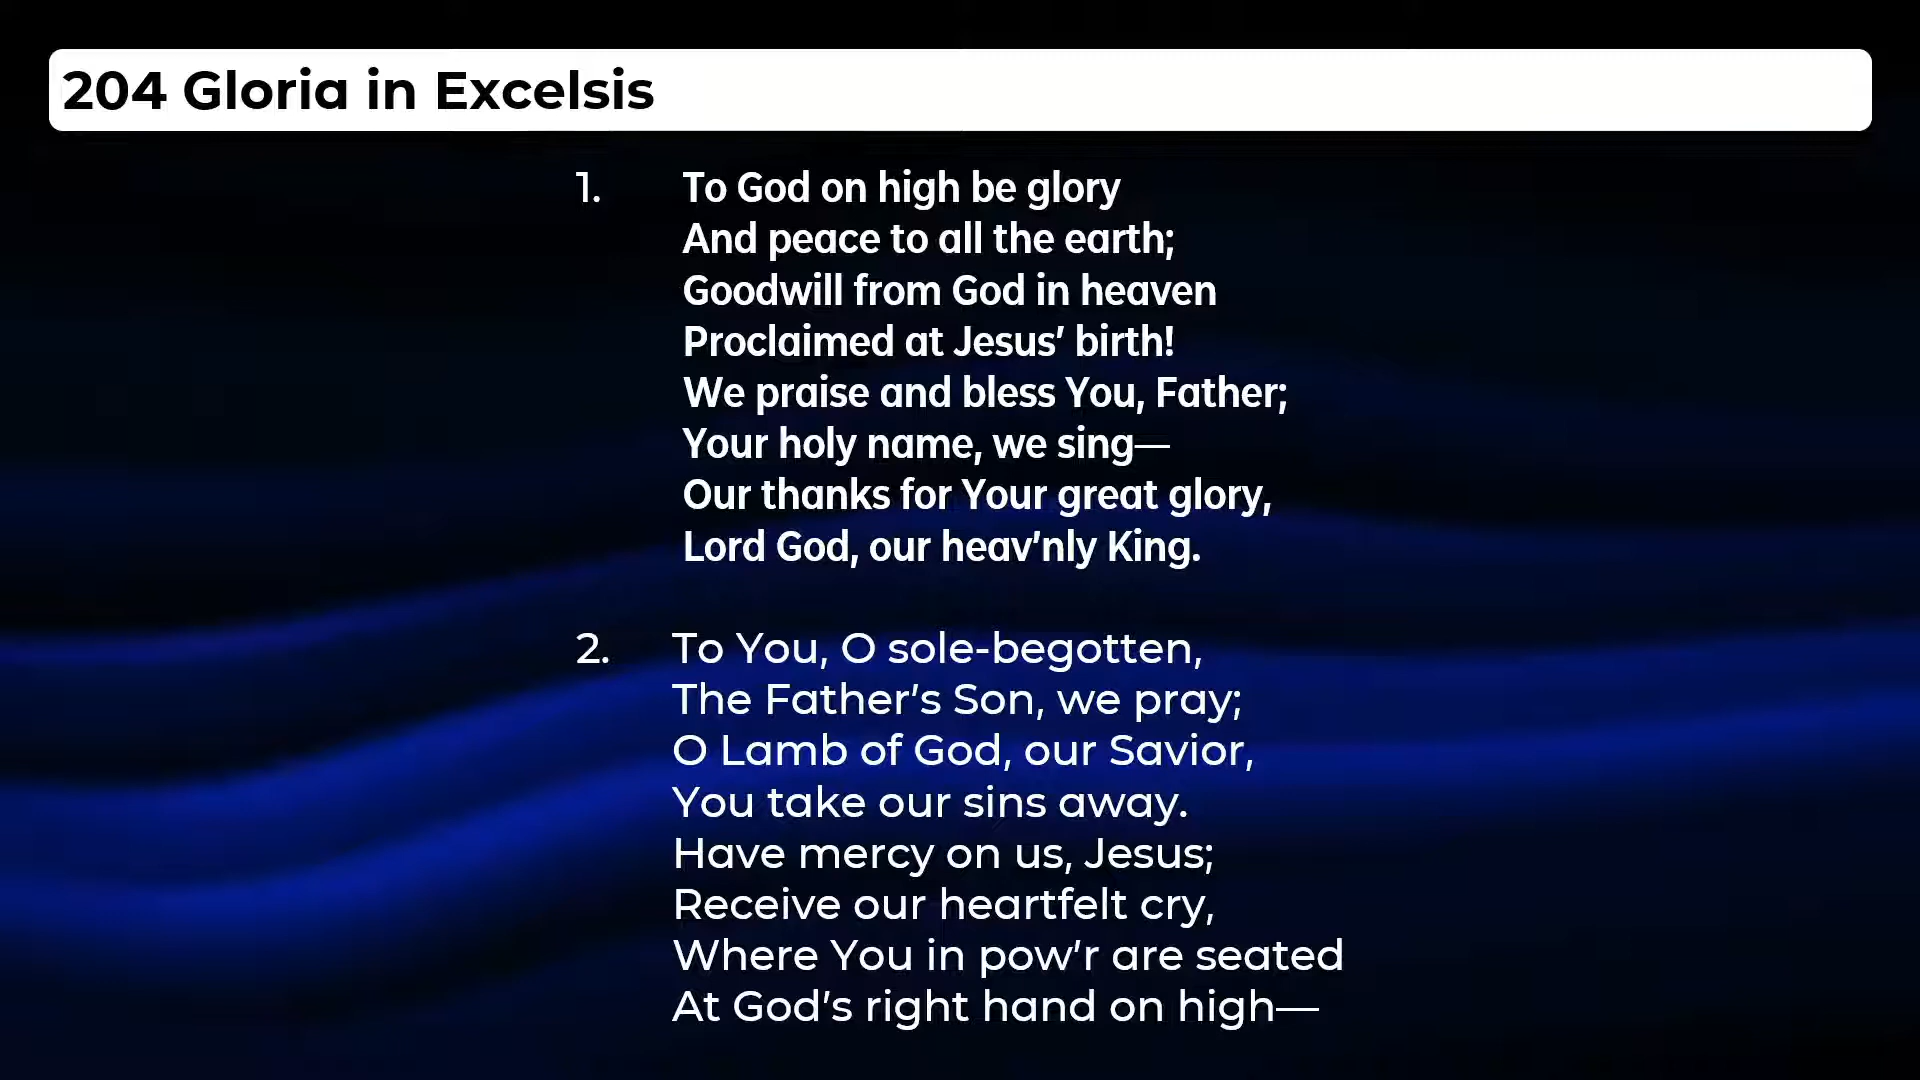 204 Gloria in Excelsis
1. To God on high be glory
And peace to all the earth;
Goodwill from God in heaven
Proclaimed at Jesus’ birth!
We praise and bless You, Father;
Your holy name, we sing—
Our thanks for Your great glory,
Lord God, our heav’nly King.
2. To You, O sole-begotten,
The Father’s Son, we pray;
O Lamb of God, our Savior,
You take our sins away.
Have mercy on us, Jesus;
Receive our heartfelt cry,
Where You in pow’r are seated
At God’s right hand on high—